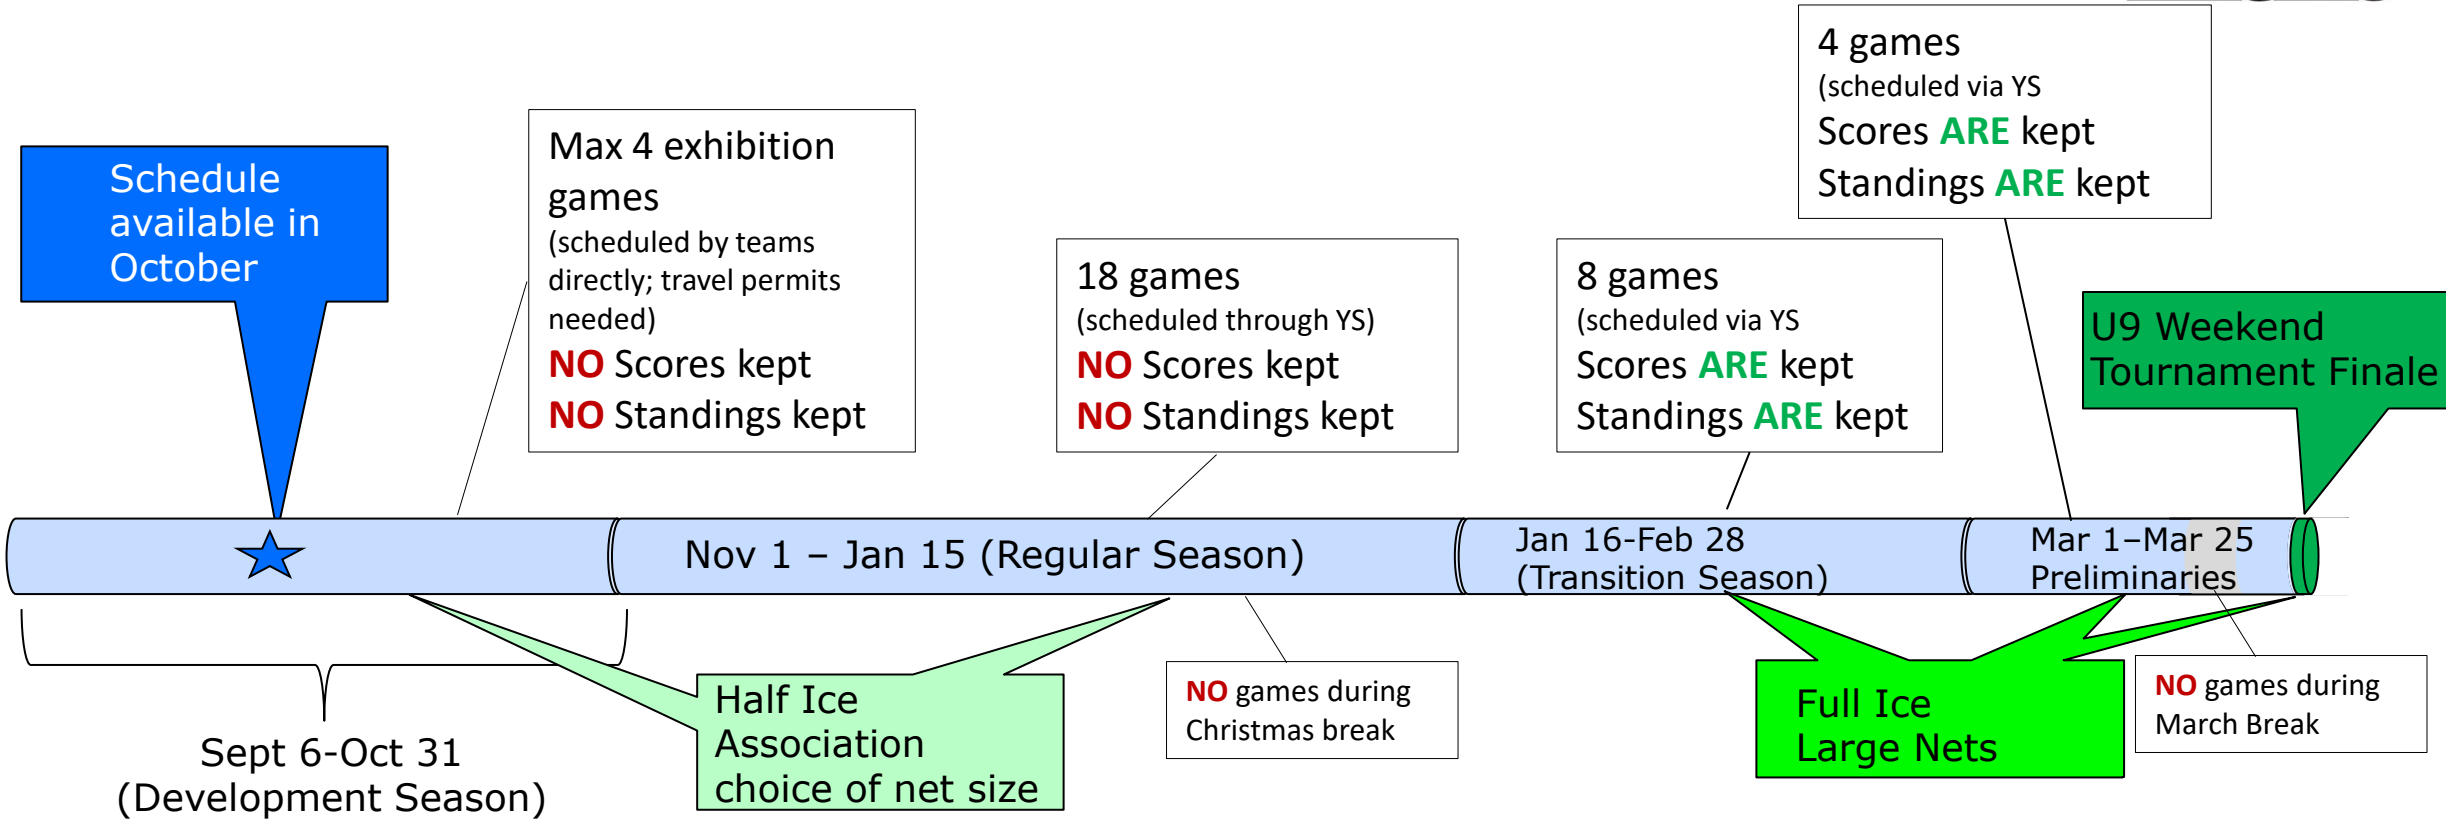 Schedule
available in
October
Max 4 exhibition
games
(scheduled by teams
directly; travel permits
needed)
NO Scores kept
NO Standings kept
18 games
(scheduled through YS)
NO Scores kept
NO Standings kept
8 games
(scheduled via YS
Scores ARE kept
Standings ARE kept
4 games
(scheduled via YS
Scores ARE kept
Standings ARE kept
U9 Weekend
Tournament Finale
Nov 1 – Jan 15 (Regular Season)
Jan 16-Feb 28
(Transition Season)
Mar 1–Mar 25
Preliminaries
Sept 6-Oct 31
(Development Season)
Half Ice
Association
choice of net size
NO games during
Christmas break
Full Ice
Large Nets
NO games during
March Break